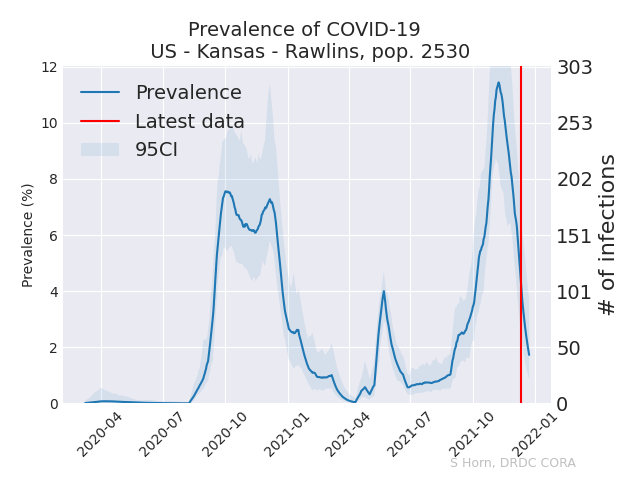 Prevalence of COVID-19
US - Kansas - Rawlins, pop. 2530
Prevalence
Latest data
95CI
Prevalence (%)
12
10
8
6
4
2
0
303
253
202
151
101
50
0
# of infections
2020-04
2020-07
2020-10
2021-01
2021-04
2021-07
2021-10
2022-01
S Horn, DRDC CORA